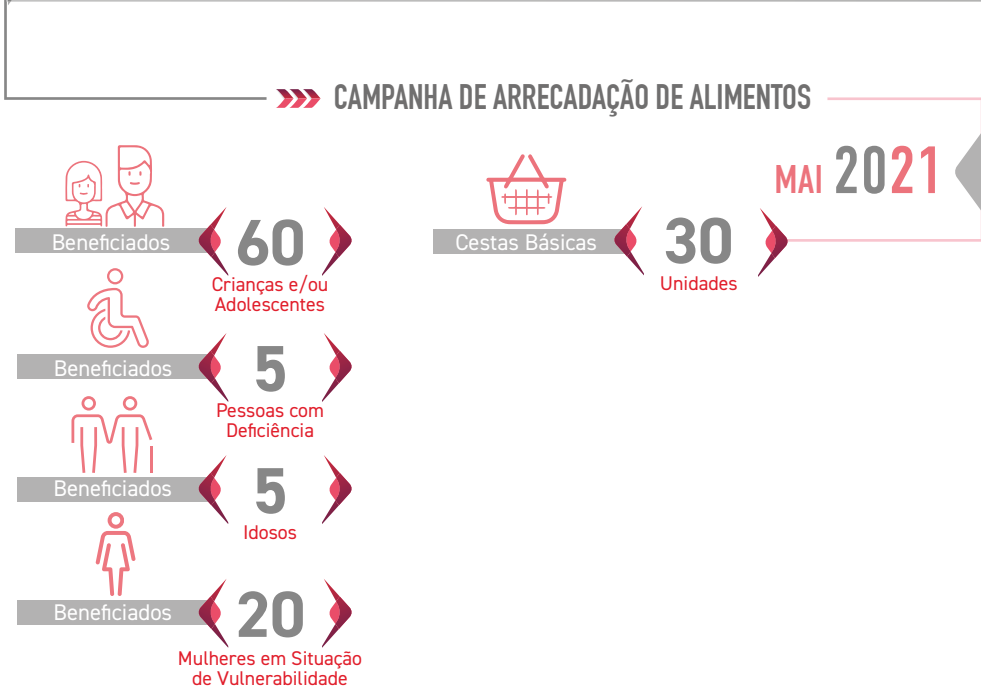 CAMPANHA DE ARRECADAÇÃO DE ALIMENTOS
MAI 2021
Beneficiados
60
Crianças e/ou
Adolescentes
Cestas Básicas
30
Unidades
Beneficiados
5
Pessoas com
Deficiência
Beneficiados
5
Idosos
Beneficiados
20
Mulheres em Situação
de Vulnerabilidade